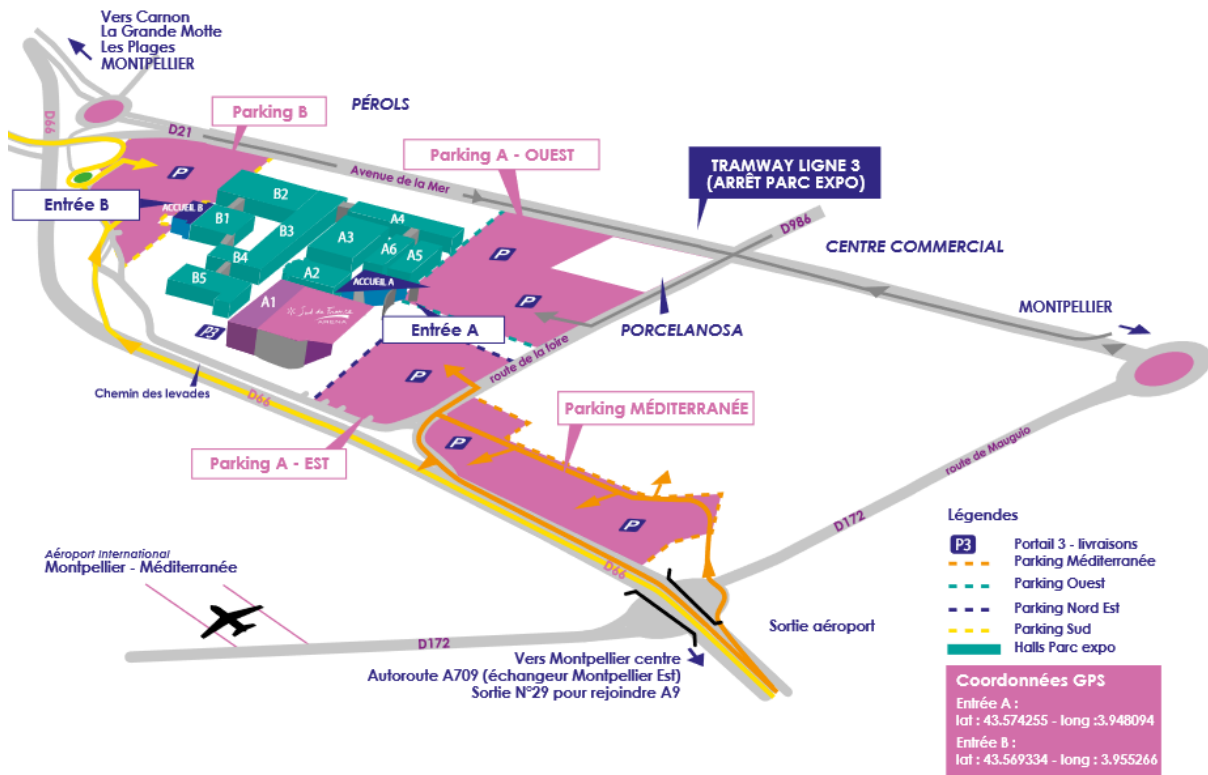 Vers Carnon
La Grande Motte
Les Plages
MONTPELLIER
D66
Parking B
PÉROLS
D21
Avenue de la Mer
Parking A - OUEST
TRAMWAY LIGNE 3
(ARRÊT PARC EXPO)
D986
CENTRE COMMERCIAL
MONTPELLIER
P
Entrée B
ACCUEIL B
B1
B2
B3
B4
B5
A4
A3
A6
A5
A2
ACCUEIL A
A1
Sud de France
ARENA
P
P
P3
Entrée A
PORCELANOSA
route de la foire
Chemin des levades
D66
P
Parking MÉDITERRANÉE
Parking A - EST
P
P
route de Mauguio
D172
D66
Aéroport International
Montpellier - Méditerranée
D172
Sortie aéroport
Vers Montpellier centre
Autoroute A709 (échangeur Montpellier Est)
Sortie N°29 pour rejoindre A9
Légendes
P3 Portail 3 - livraisons
Parking Méditerranée
Parking Ouest
Parking Nord Est
Parking Sud
Halls Parc expo
Coordonnées GPS
Entrée A :
lat : 43.574255 - long :3.948094
Entrée B :
lat : 43.569334 - long : 3.955266